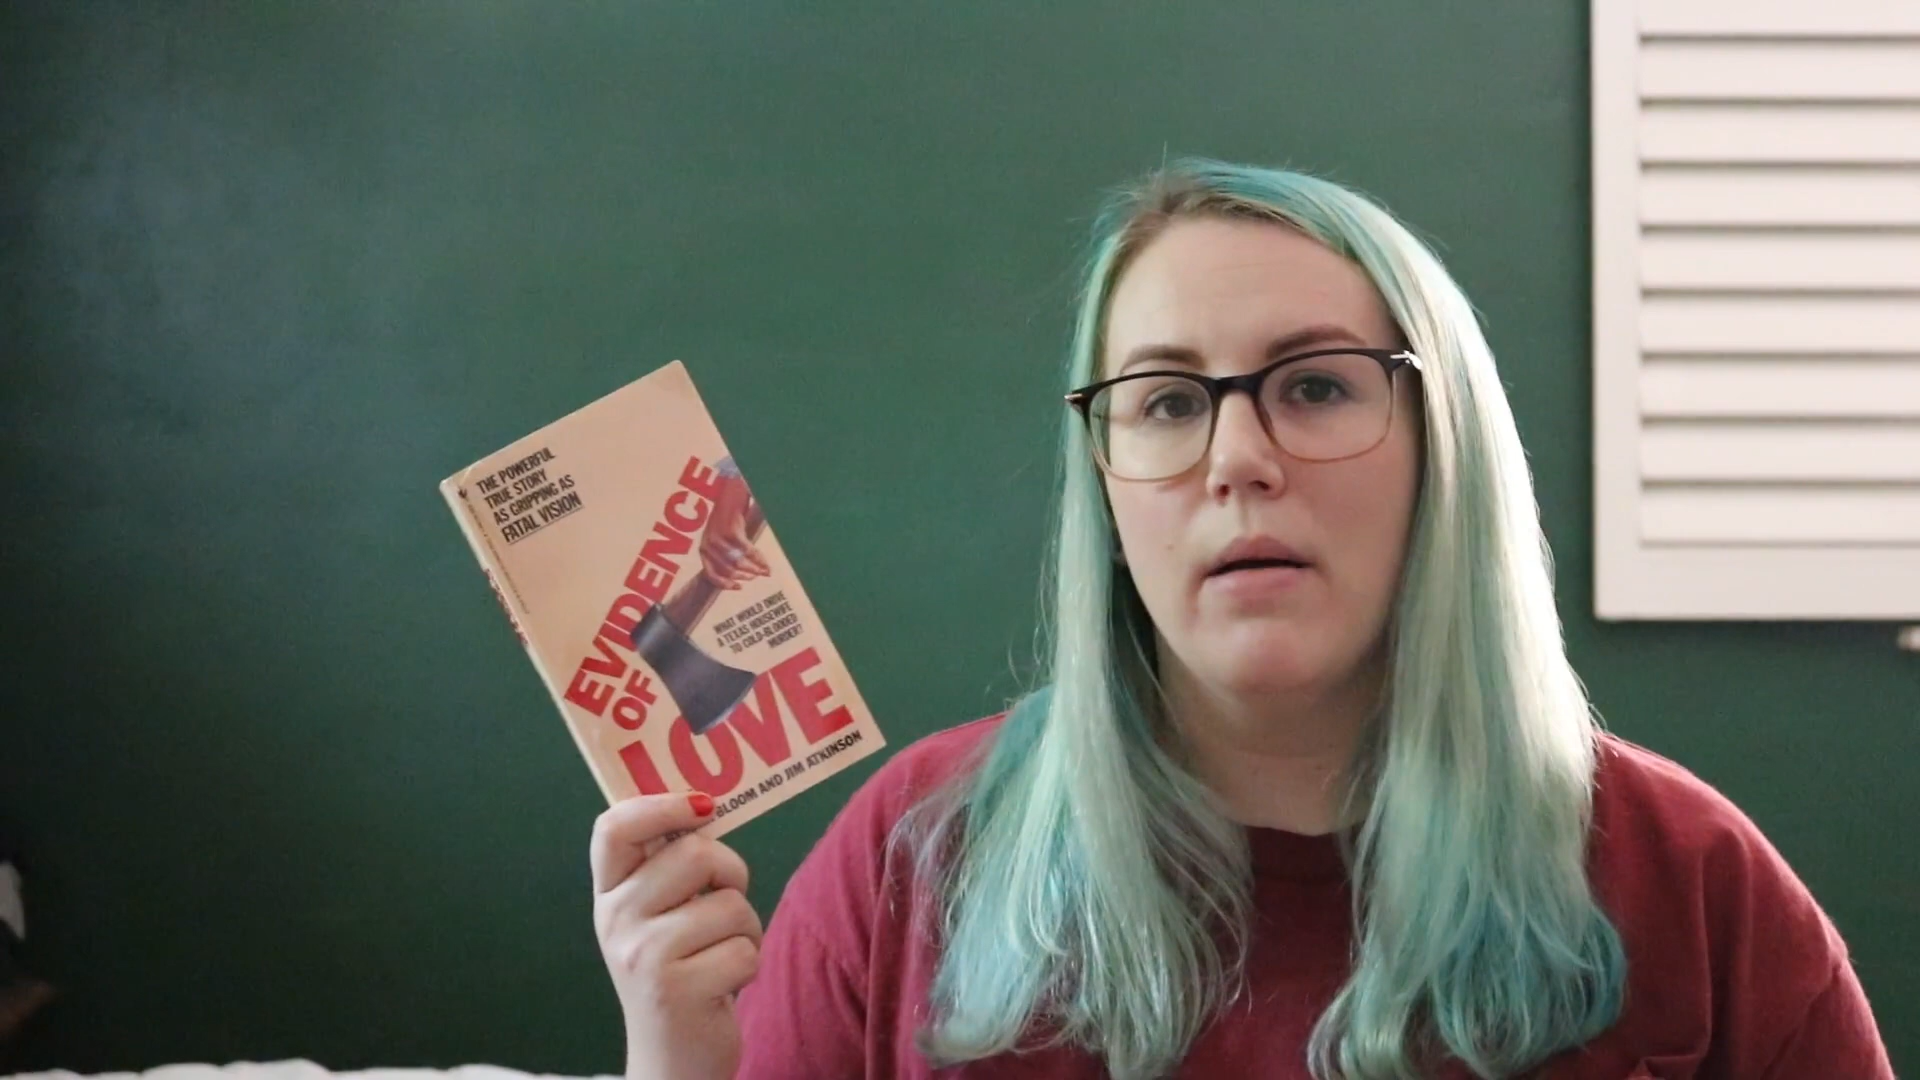 THE POWERFUL
TRUE STORY
AS GRIPPING AS
FATAL VISION
EVIDENCE
OF
LOVE
WHAT WOULD DRIVE
A TEXAS HOUSEWIFE
TO COLD-BLOODED
MURDER?
BLOOM AND JIM ATKINSON